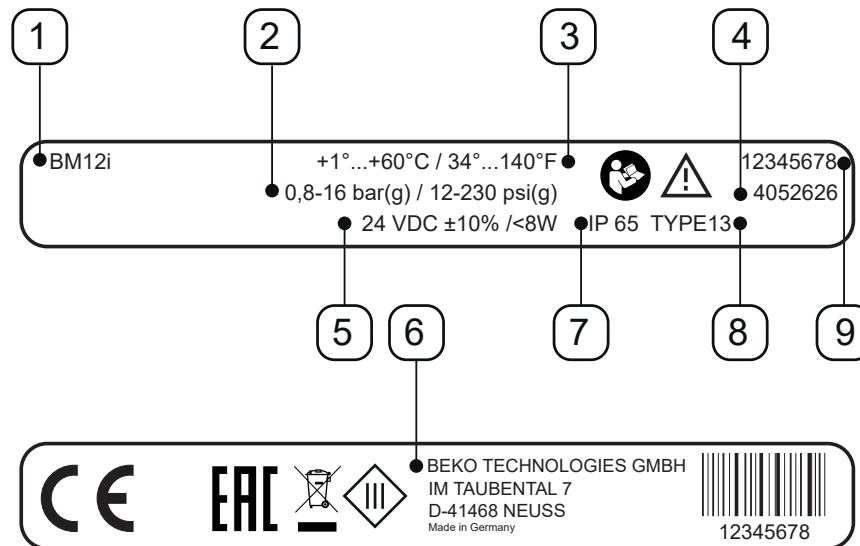 1 2 3 4
BM12i +1°...+60°C / 34°...140°F 12345678
0,8-16 bar(g) / 12-230 psi(g) 4052626
24 VDC ±10% /<8W IP 65 TYPE13
5 6 7 8 9
CE EAC III BEKO TECHNOLOGIES GMBH
IM TAUBENTAL 7
D-41468 NEUSS
Made in Germany
12345678